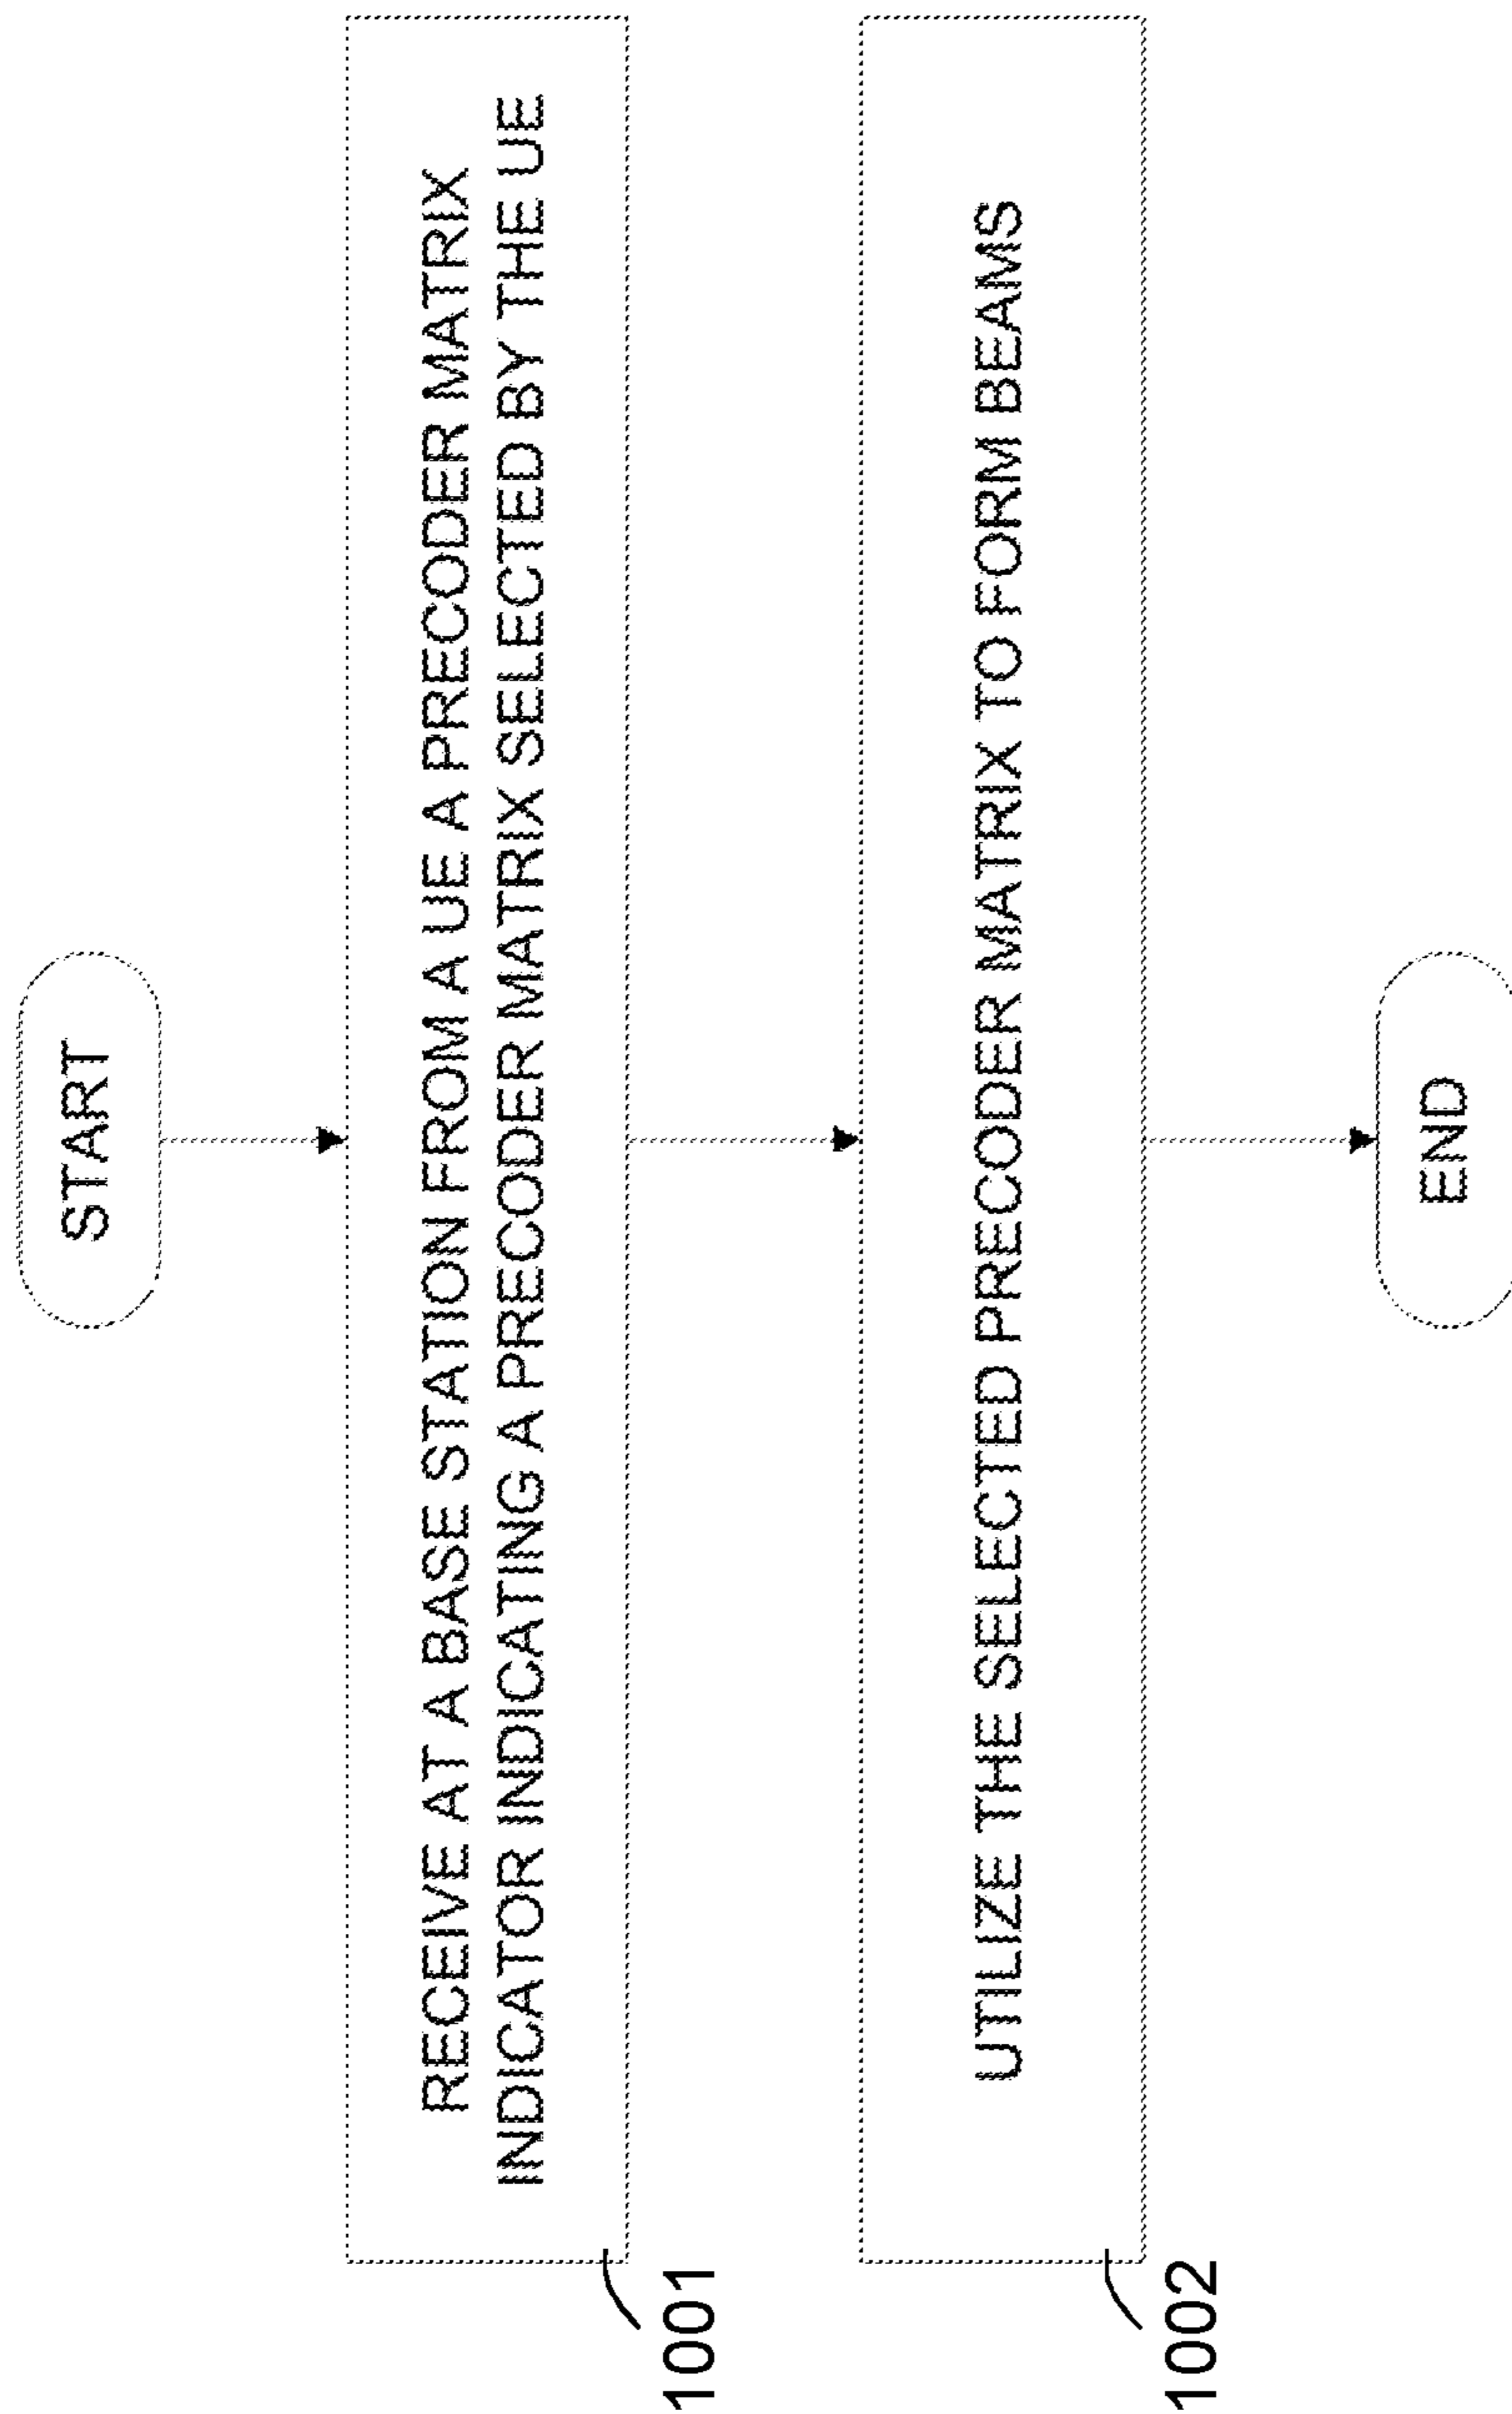 START
RECEIVE AT A BASE STATION FROM A UE A PRECODER MATRIX
INDICATOR INDICATING A PRECODER MATRIX SELECTED BY THE UE
1001
UTILIZE THE SELECTED PRECODER MATRIX TO FORM BEAMS
1002
END